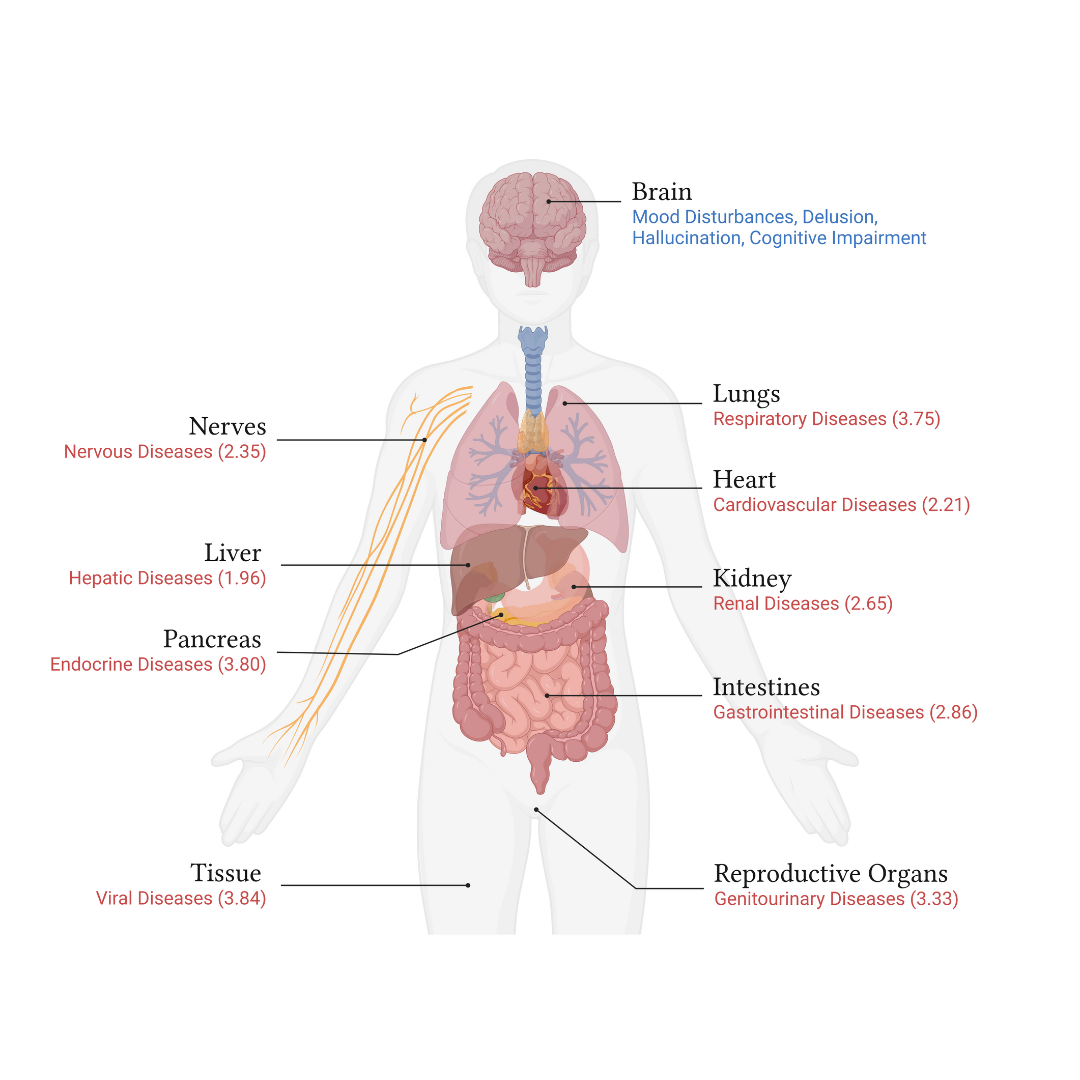 Brain
Mood Disturbances, Delusion,
Hallucination, Cognitive Impairment
Lungs
Respiratory Diseases (3.75)
Nerves
Nervous Diseases (2.35)
Heart
Cardiovascular Diseases (2.21)
Liver
Hepatic Diseases (1.96)
Kidney
Renal Diseases (2.65)
Pancreas
Endocrine Diseases (3.80)
Intestines
Gastrointestinal Diseases (2.86)
Tissue
Viral Diseases (3.84)
Reproductive Organs
Genitourinary Diseases (3.33)